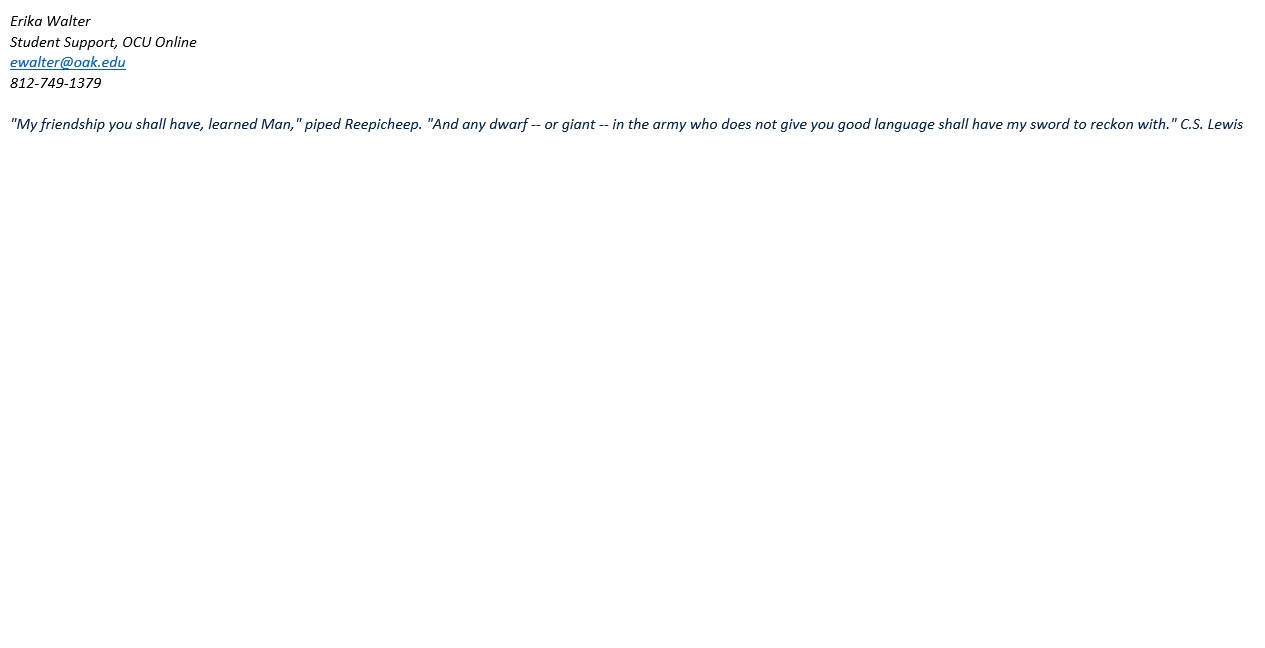 Erika Walter
Student Support, OCU Online
ewalter@oak.edu
812-749-1379
"My friendship you shall have, learned Man," piped Reepicheep. "And any dwarf -- or giant -- in the army who does not give you good language shall have my sword to reckon with." C.S. Lewis